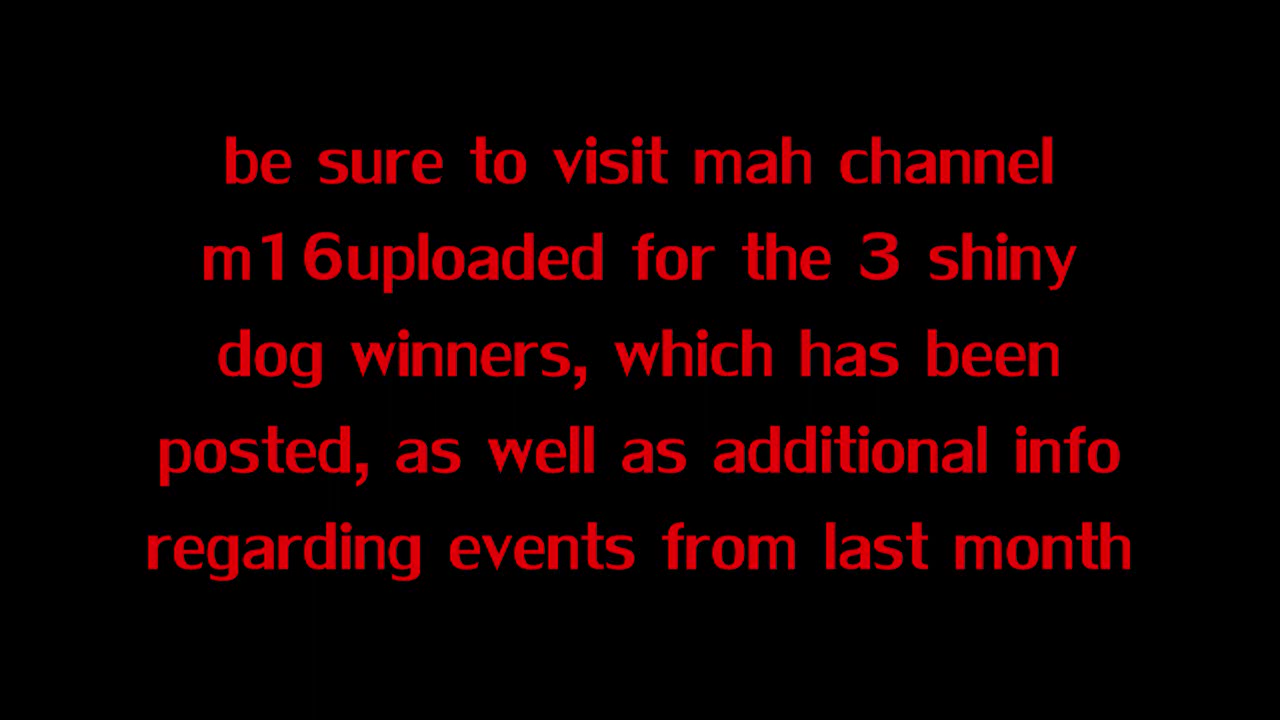 be sure to visit mah channel
m16uploaded for the 3 shiny
dog winners, which has been
posted, as well as additional info
regarding events from last month